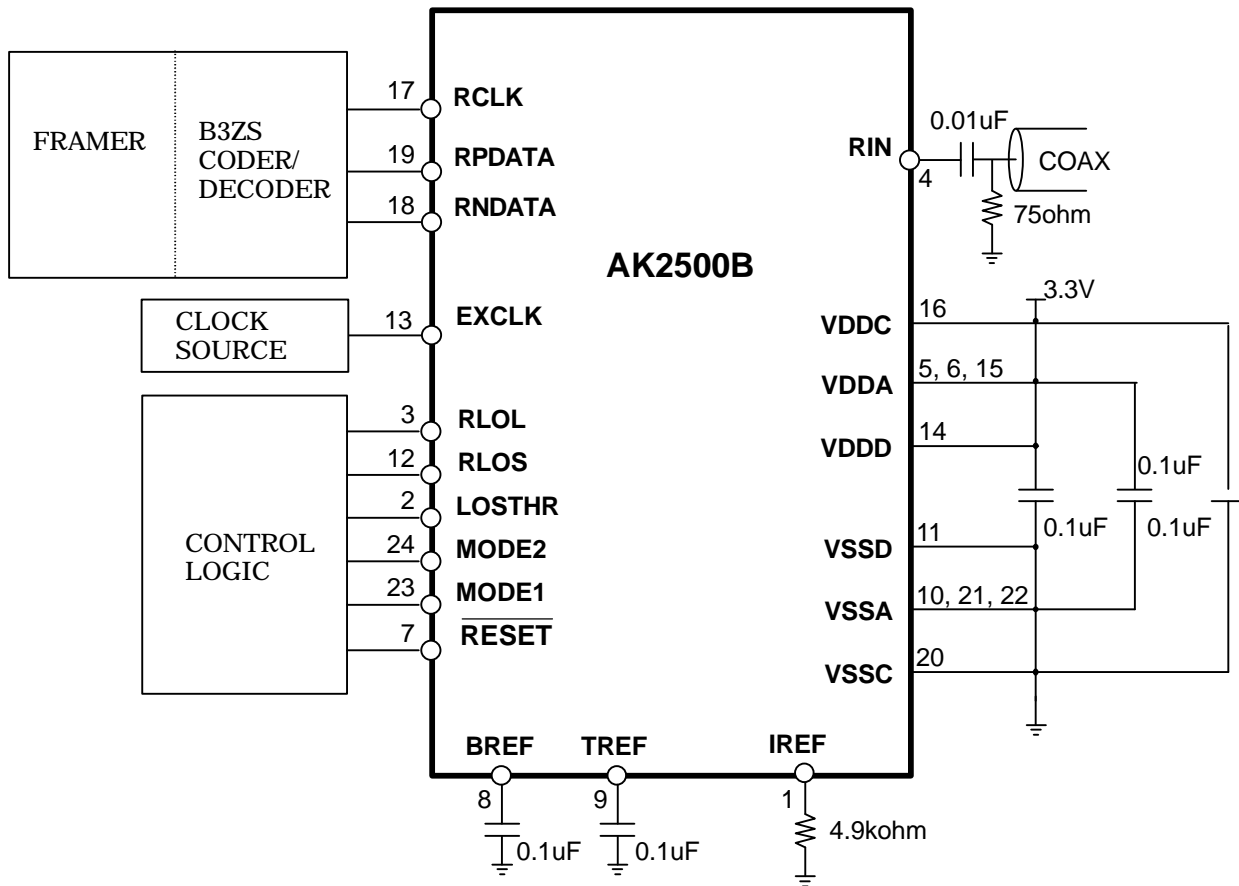 FRAMER
B3ZS
CODER/
DECODER
17
RCLK
19
RPDATA
18
RNDATA
CLOCK
SOURCE
13
EXCLK
CONTROL
LOGIC
3
RLOL
12
RLOS
2
LOSTHR
24
MODE2
23
MODE1
7
RESET
AK2500B
RIN
4
0.01uF
COAX
75ohm
3.3V
VDDC
16
VDDA
5, 6, 15
VDDD
14
0.1uF
0.1uF
0.1uF
VSSD
11
VSSA
10, 21, 22
VSSC
20
BREF
TREF
IREF
8
9
1
0.1uF
0.1uF
4.9kohm